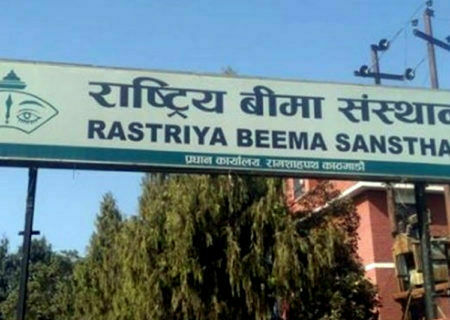 राष्ट्रिय बीमा संस्थान
RASTRIYA BEEMA SANSTHA
प्रधान कार्यालय रामशाहपथ काठमाडौं